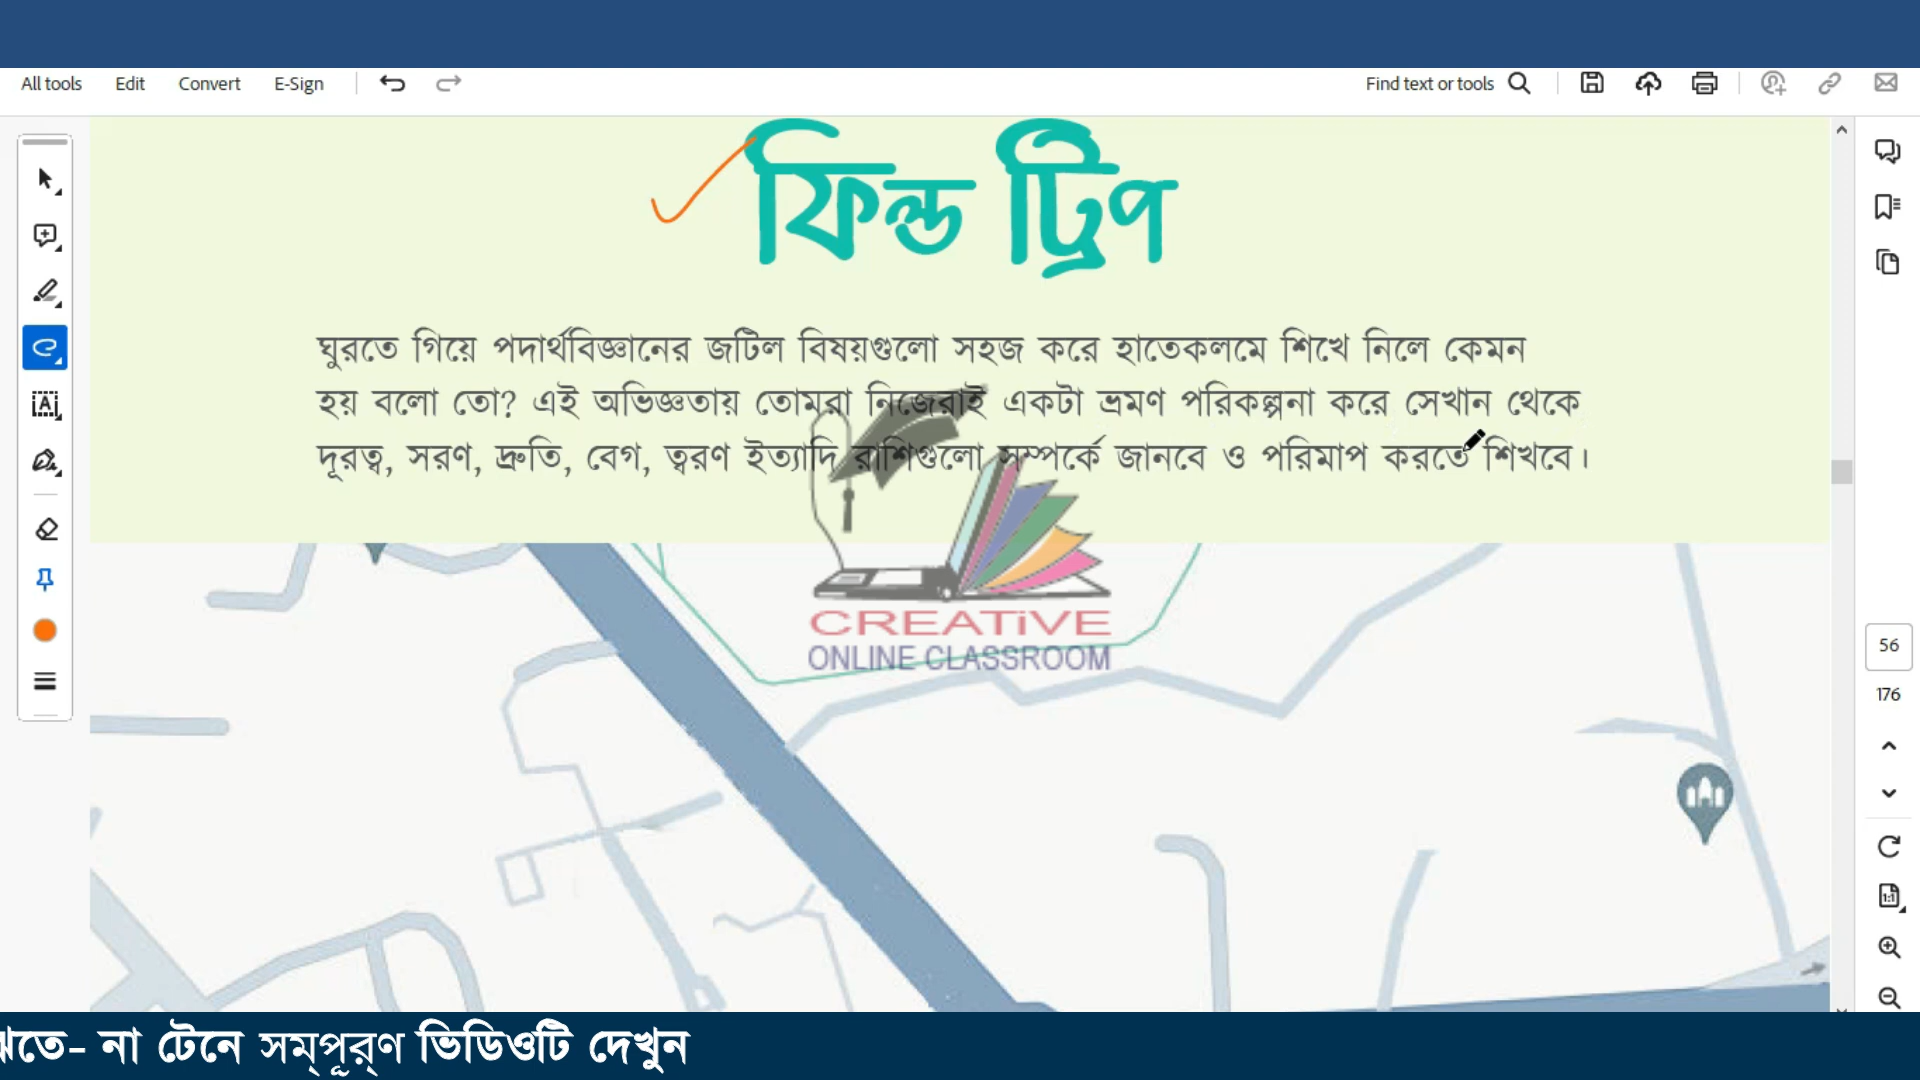 All tools Edit Convert E-Sign Find text or tools
ফিল্ড ট্রিপ
ঘুরতে গিয়ে পদার্থবিজ্ঞানের জটিল বিষয়গুলো সহজ করে হাতেকলমে শিখে নিলে কেমন
হয় বলো তো? এই অভিজ্ঞতায় তোমরা নিজেরাই একটা ভ্রমণ পরিকল্পনা করে সেখান থেকে
দূরত্ব, সরণ, দ্রুতি, বেগ, ত্বরণ ইত্যাদি রাশিগুলো সম্পর্কে জানবে ও পরিমাপ করতে শিখবে।
CREATiVE
ONLINE CLASSROOM
56
176
না টেনে সম্পূর্ণ ভিডিওটি দেখুন